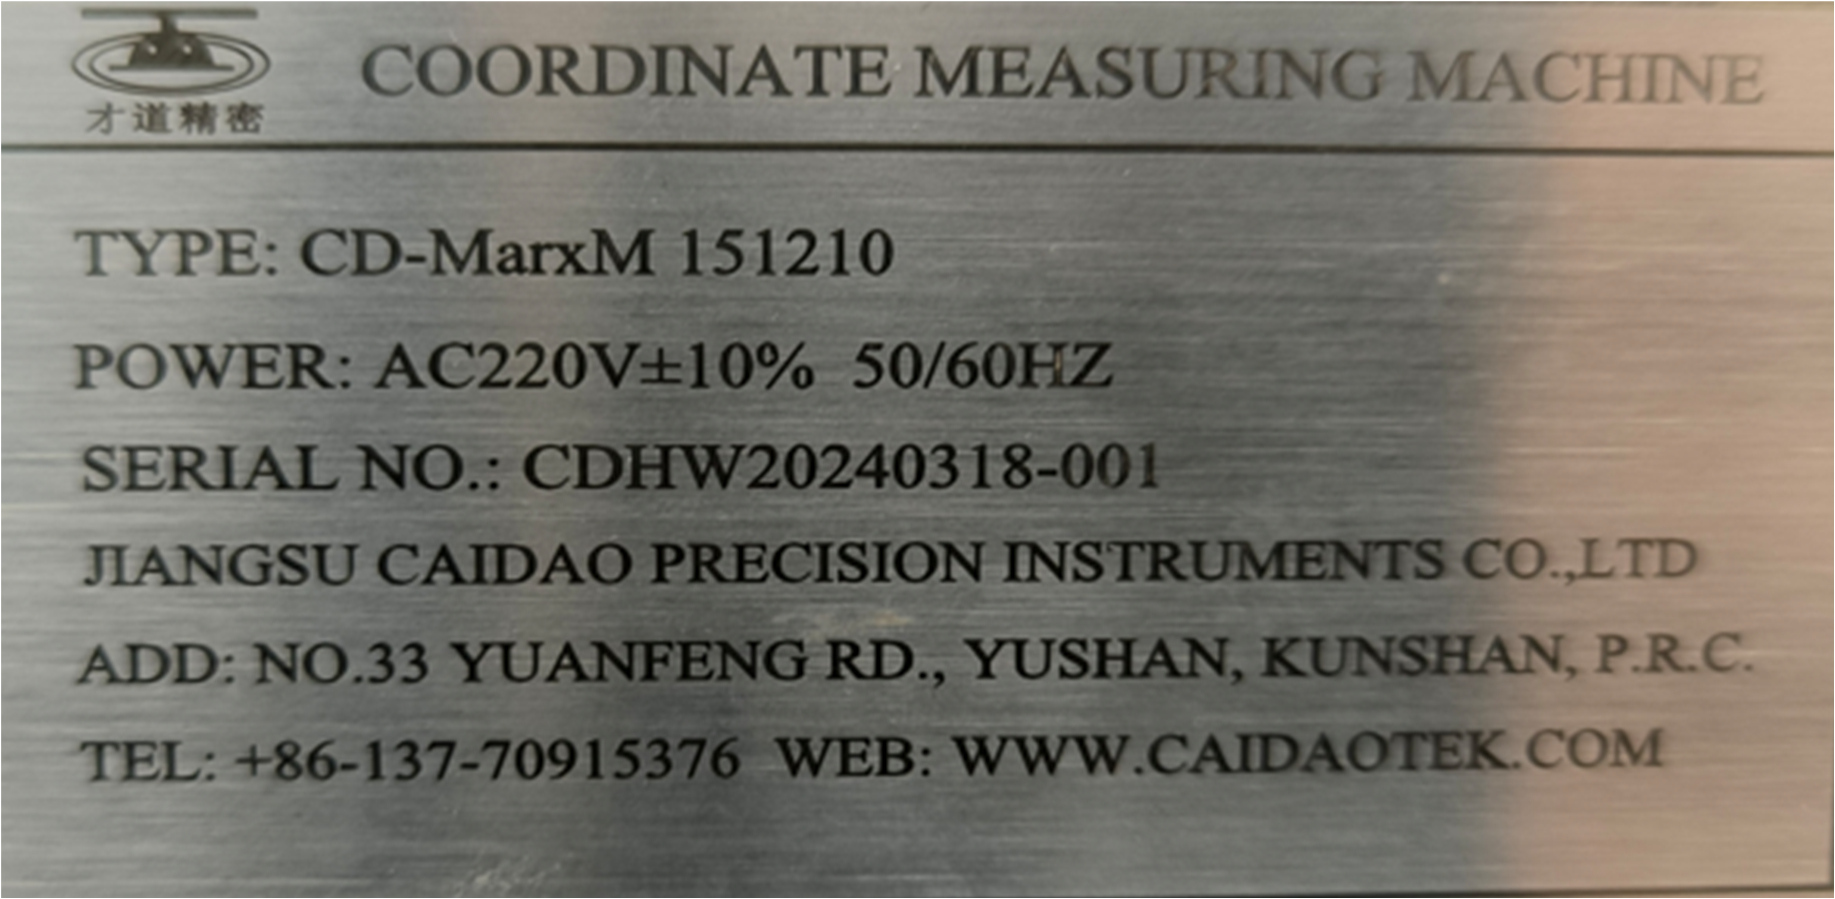 COORDINATE MEASURING MACHINE
才道精密
TYPE: CD-MarxM 151210
POWER: AC220V±10% 50/60HZ
SERIAL NO.: CDHW20240318-001
JIANGSU CAIDAO PRECISION INSTRUMENTS CO.,LTD
ADD: NO.33 YUANFENG RD., YUSHAN, KUNSHAN, P.R.C.
TEL: +86-137-70915376 WEB: WWW.CAIDAOTEK.COM